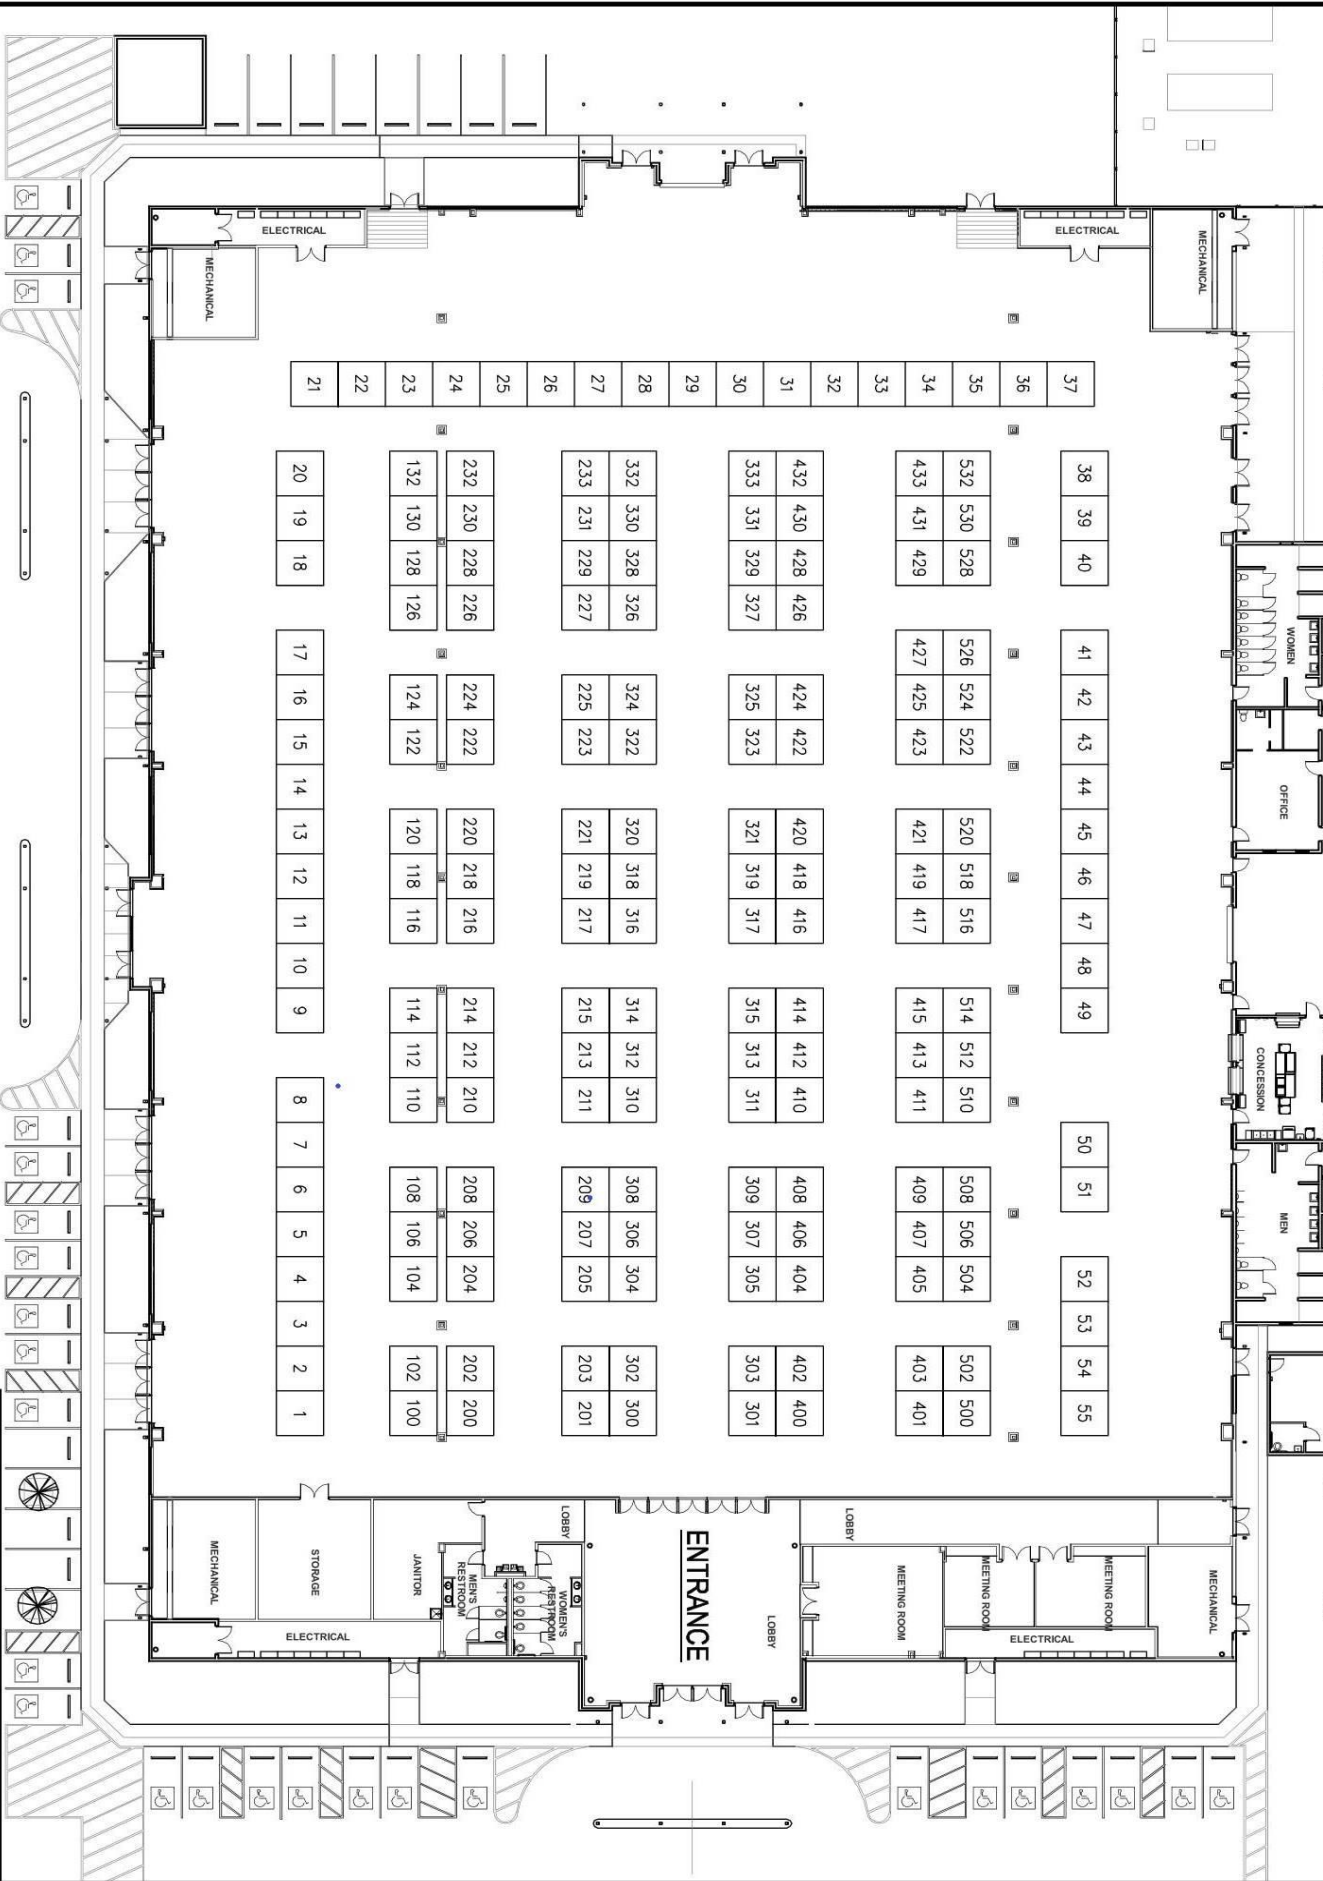 ELECTRICAL ELECTRICAL
MECHANICAL MECHANICAL
21 22 23 24 25 26 27 28 29 30 31 32 33 34 35 36 37
20 132 232 233 332 333 432 433 532 38
19 130 230 231 330 331 430 431 530 39
18 128 228 229 328 329 428 429 528 40
126 226 227 326 327 426
WOMEN
17 427 526 41
16 124 224 225 324 325 424 425 524 42
15 122 222 223 322 323 422 423 522 43
14 44
OFFICE
13 120 220 221 320 321 420 421 520 45
12 118 218 219 318 319 418 419 518 46
11 116 216 217 316 317 416 417 516 47
10 48
9 114 214 215 314 315 414 415 514 49
112 212 213 312 313 412 413 512
CONCESSION
8 110 210 211 310 311 410 411 510
7 50
6 108 208 209 308 309 408 409 508 51
5 106 206 207 306 307 406 407 506
MEN
4 104 204 205 304 305 404 405 504 52
3 53
2 102 202 203 302 303 402 403 502 54
1 100 200 201 300 301 400 401 500 55
LOBBY LOBBY
ENTRANCE
MECHANICAL STORAGE JANITOR
MEN'S
RESTROOM
WOMEN'S
RESTROOM
LOBBY
MEETING ROOM MEETING ROOM MEETING ROOM MECHANICAL
ELECTRICAL ELECTRICAL